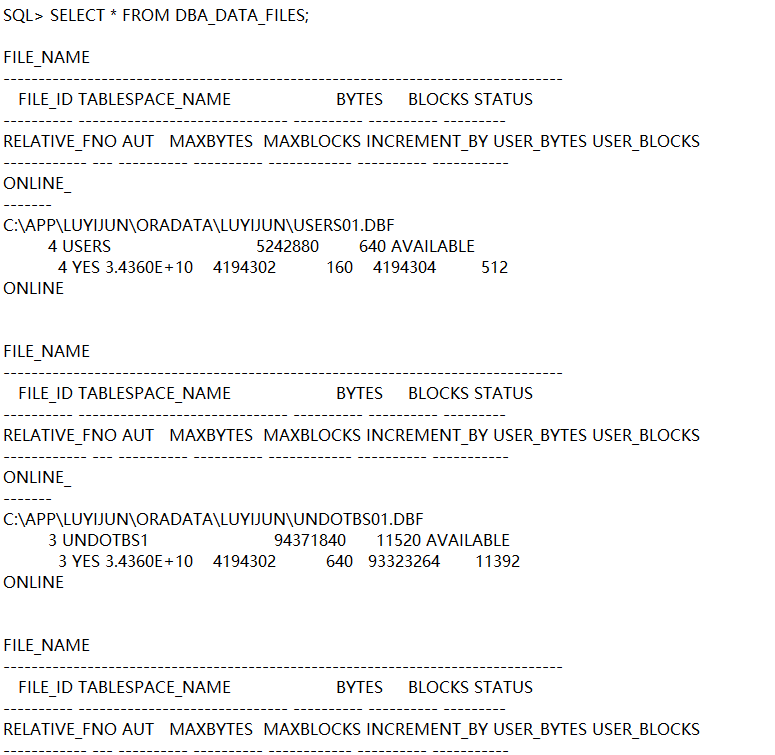 SQL> SELECT * FROM DBA_DATA_FILES;
FILE_NAME
--------------------------------------------------------------------------------
FILE_ID TABLESPACE_NAME BYTES BLOCKS STATUS
---------- ------------------------------ ---------- ---------- ---------
RELATIVE_FNO AUT MAXBYTES MAXBLOCKS INCREMENT_BY USER_BYTES USER_BLOCKS
------------ --- ---------- ---------- ------------ ---------- -----------
ONLINE_
-------
C:\APP\LUYIJUN\ORADATA\LUYIJUN\USERS01.DBF
4 USERS 5242880 640 AVAILABLE
4 YES 3.4360E+10 4194302 160 4194304 512
ONLINE
FILE_NAME
--------------------------------------------------------------------------------
FILE_ID TABLESPACE_NAME BYTES BLOCKS STATUS
---------- ------------------------------ ---------- ---------- ---------
RELATIVE_FNO AUT MAXBYTES MAXBLOCKS INCREMENT_BY USER_BYTES USER_BLOCKS
------------ --- ---------- ---------- ------------ ---------- -----------
ONLINE_
-------
C:\APP\LUYIJUN\ORADATA\LUYIJUN\UNDOTBS01.DBF
3 UNDOTBS1 94371840 11520 AVAILABLE
3 YES 3.4360E+10 4194302 640 93323264 11392
ONLINE
FILE_NAME
--------------------------------------------------------------------------------
FILE_ID TABLESPACE_NAME BYTES BLOCKS STATUS
---------- ------------------------------ ---------- ---------- ---------
RELATIVE_FNO AUT MAXBYTES MAXBLOCKS INCREMENT_BY USER_BYTES USER_BLOCKS
------------ --- ---------- ---------- ------------ ---------- -----------